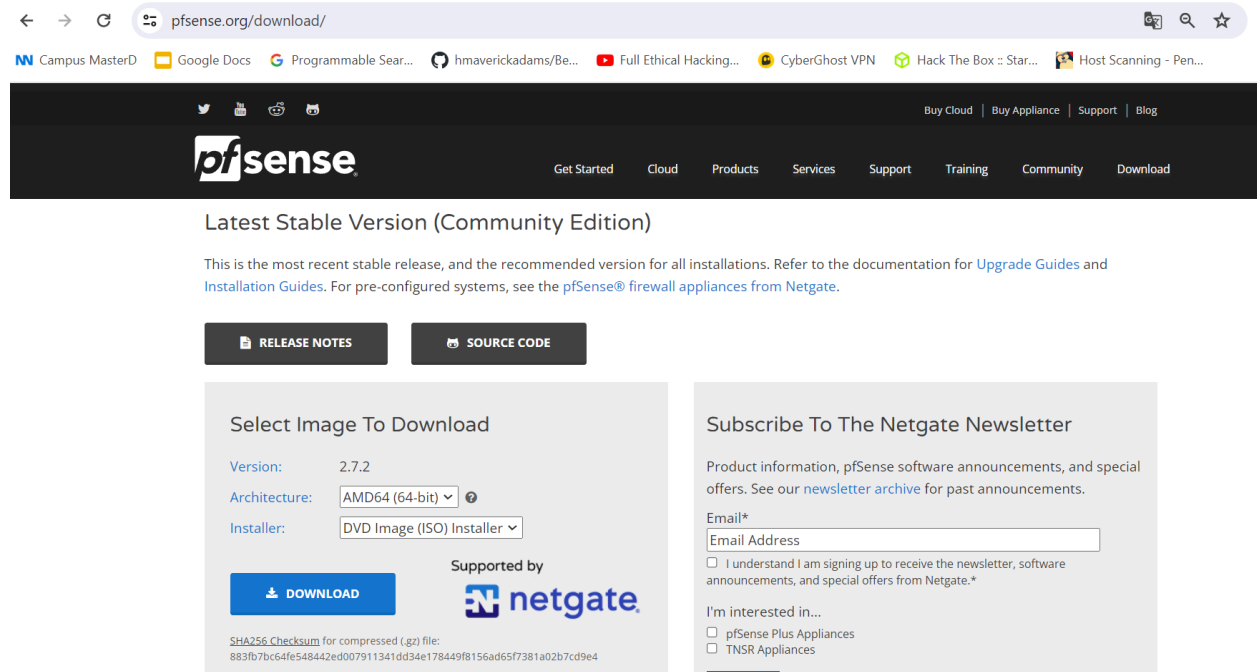 pfsense.org/download/
Campus MasterD Google Docs Programmable Sear... hmaverickadams/Be... Full Ethical Hacking... CyberGhost VPN Hack The Box :: Star... Host Scanning - Pen...
Buy Cloud | Buy Appliance | Support | Blog
pfsense
Get Started Cloud Products Services Support Training Community Download
Latest Stable Version (Community Edition)
This is the most recent stable release, and the recommended version for all installations. Refer to the documentation for Upgrade Guides and
Installation Guides. For pre-configured systems, see the pfSense® firewall appliances from Netgate.
RELEASE NOTES SOURCE CODE
Select Image To Download
Version: 2.7.2
Architecture: AMD64 (64-bit)
Installer: DVD Image (ISO) Installer
Supported by
DOWNLOAD
netgate
SHA256 Checksum for compressed (.gz) file:
883fb7bc64fe548442ed007911341dd34e178449f8156ad65f7381a02b7cd9e4
Subscribe To The Netgate Newsletter
Product information, pfSense software announcements, and special
offers. See our newsletter archive for past announcements.
Email*
Email Address
I understand I am signing up to receive the newsletter, software
announcements, and special offers from Netgate.*
I'm interested in...
pfSense Plus Appliances
TNSR Appliances